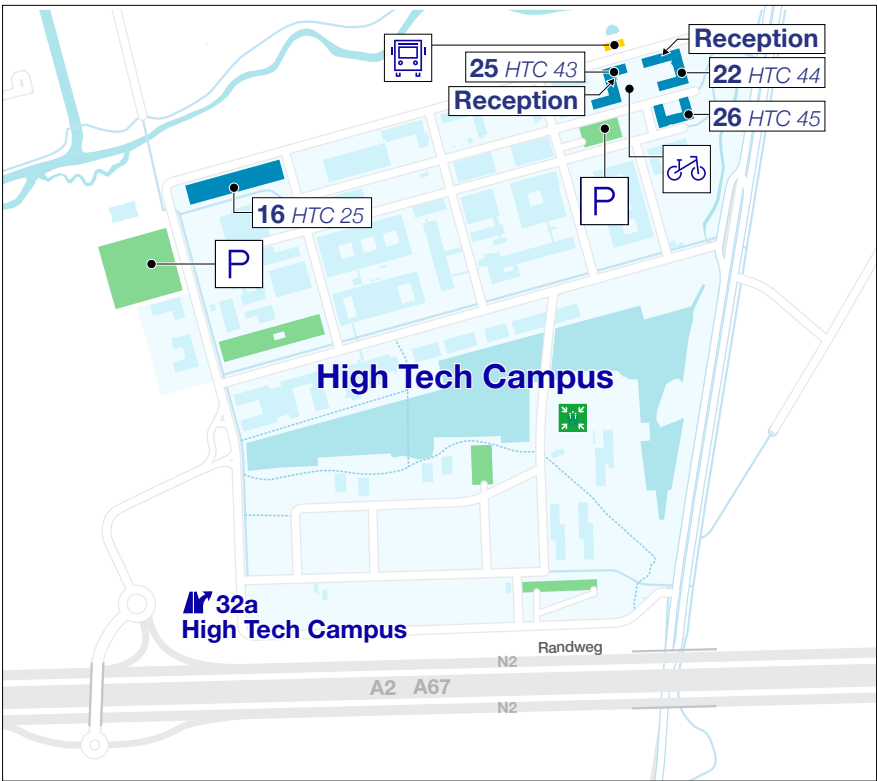 Reception
25 HTC 43
22 HTC 44
Reception
26 HTC 45
P
16 HTC 25
P
High Tech Campus
32a
High Tech Campus
Randweg
N2
A2 A67
N2